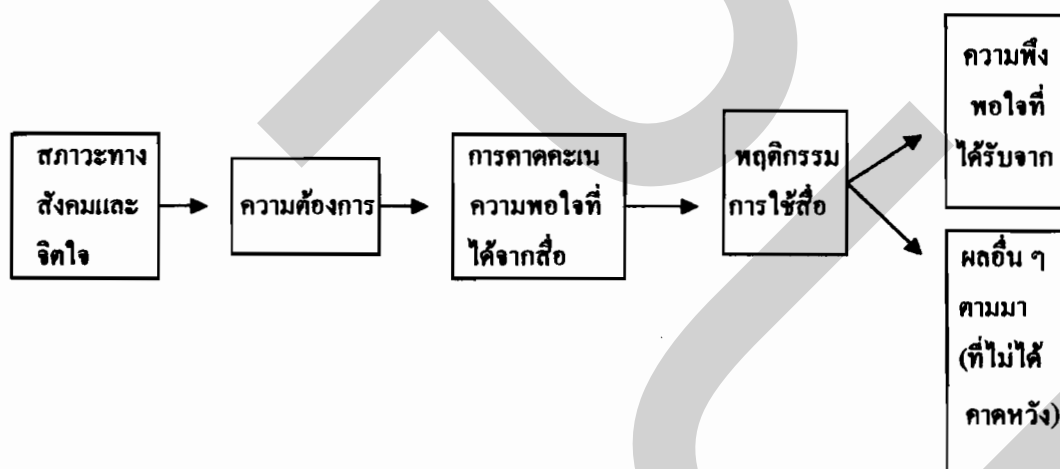 สภาวะทาง
สังคมและ
จิตใจ
ความต้องการ
การคาดคะเน
ความพอใจที่
ได้จากสื่อ
พฤติกรรม
การใช้สื่อ
ความพึง
พอใจที่
ได้รับจาก
ผลอื่น ๆ
ตามมา
(ที่ไม่ได้
คาดหวัง)